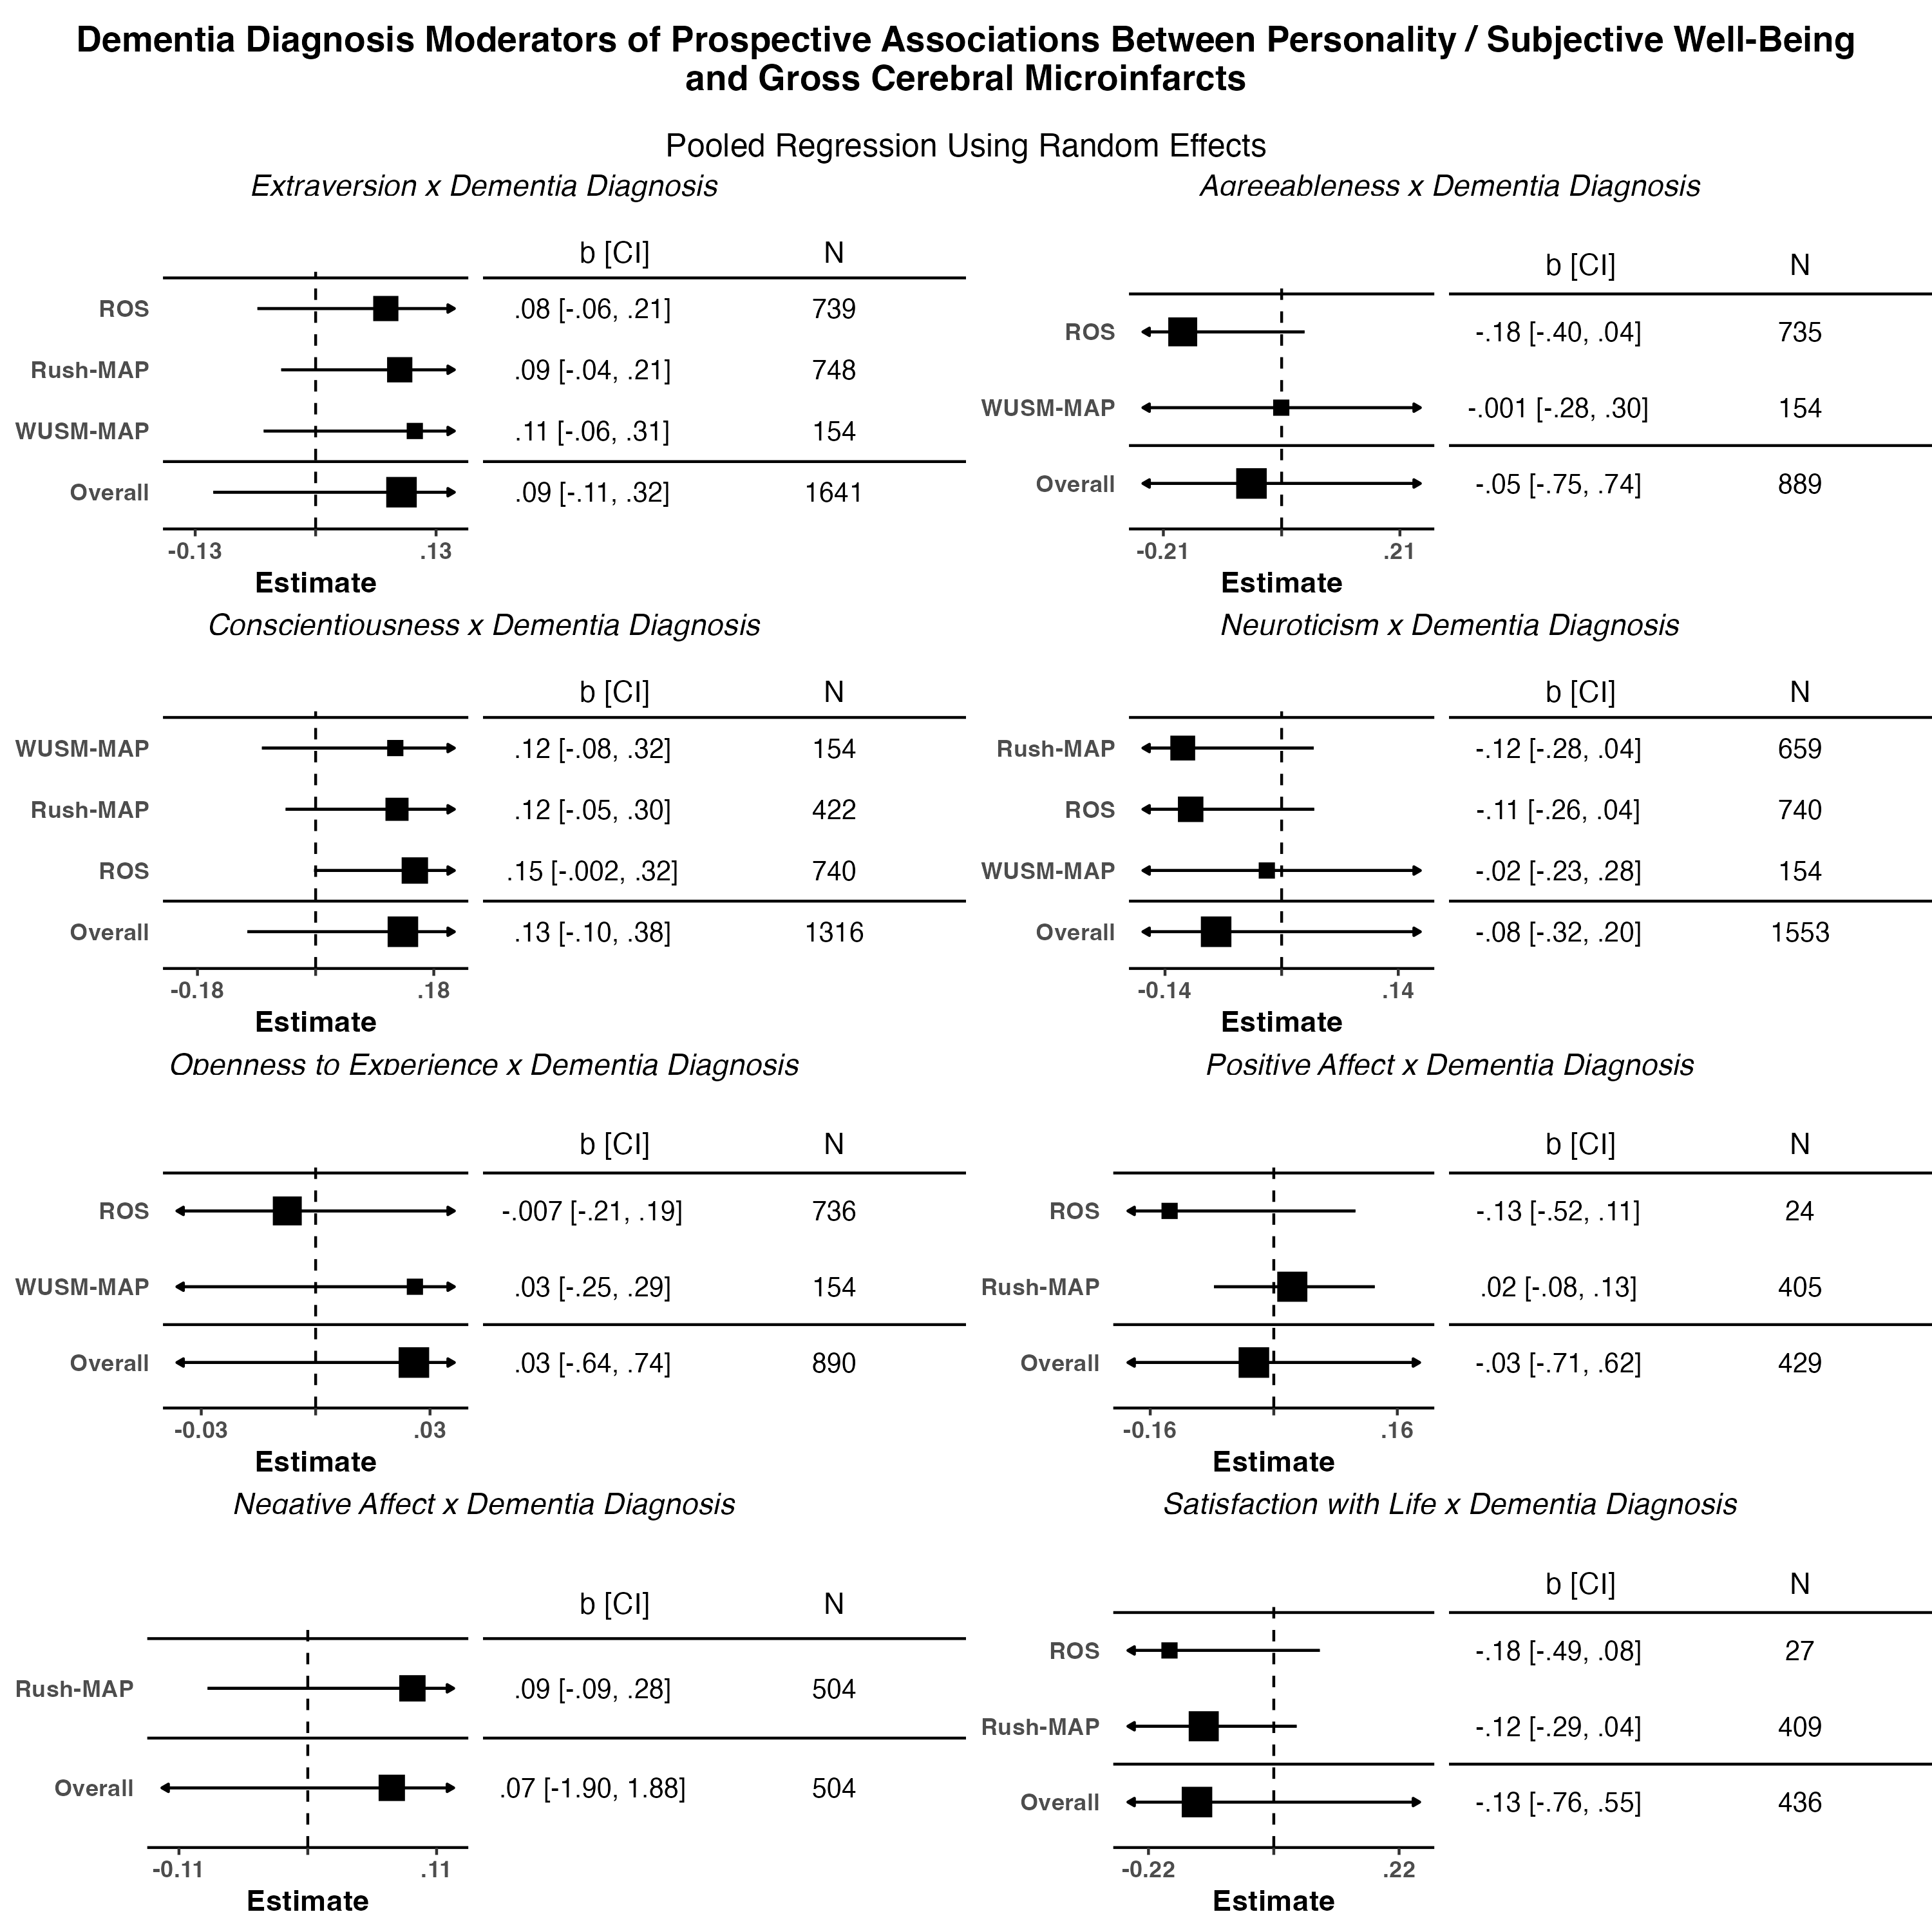 Dementia Diagnosis Moderators of Prospective Associations Between Personality / Subjective Well-Being
and Gross Cerebral Microinfarcts
Pooled Regression Using Random Effects
Extraversion x Dementia Diagnosis
b [CI] N
ROS .08 [-.06, .21] 739
Rush-MAP .09 [-.04, .21] 748
WUSM-MAP .11 [-.06, .31] 154
Overall .09 [-.11, .32] 1641
-0.13 .13
Estimate
Agreeableness x Dementia Diagnosis
b [CI] N
ROS -.18 [-.40, .04] 735
WUSM-MAP -.001 [-.28, .30] 154
Overall -.05 [-.75, .74] 889
-0.21 .21
Estimate
Conscientiousness x Dementia Diagnosis
b [CI] N
WUSM-MAP .12 [-.08, .32] 154
Rush-MAP .12 [-.05, .30] 422
ROS .15 [-.002, .32] 740
Overall .13 [-.10, .38] 1316
-0.18 .18
Estimate
Neuroticism x Dementia Diagnosis
b [CI] N
Rush-MAP -.12 [-.28, .04] 659
ROS -.11 [-.26, .04] 740
WUSM-MAP -.02 [-.23, .28] 154
Overall -.08 [-.32, .20] 1553
-0.14 .14
Estimate
Openness to Experience x Dementia Diagnosis
b [CI] N
ROS -.007 [-.21, .19] 736
WUSM-MAP .03 [-.25, .29] 154
Overall .03 [-.64, .74] 890
-0.03 .03
Estimate
Positive Affect x Dementia Diagnosis
b [CI] N
ROS -.13 [-.52, .11] 24
Rush-MAP .02 [-.08, .13] 405
Overall -.03 [-.71, .62] 429
-0.16 .16
Estimate
Negative Affect x Dementia Diagnosis
b [CI] N
Rush-MAP .09 [-.09, .28] 504
Overall .07 [-1.90, 1.88] 504
-0.11 .11
Estimate
Satisfaction with Life x Dementia Diagnosis
b [CI] N
ROS -.18 [-.49, .08] 27
Rush-MAP -.12 [-.29, .04] 409
Overall -.13 [-.76, .55] 436
-0.22 .22
Estimate